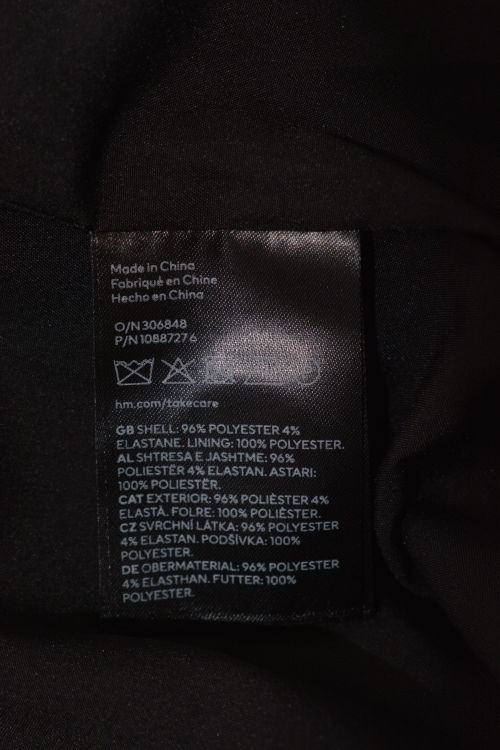 Made in China
Fabriqué en Chine
Hecho en China
O/N 306848
P/N 1088727 6
hm.com/takecare
GB SHELL: 96% POLYESTER 4%
ELASTANE. LINING: 100% POLYESTER.
AL SHTRESA E JASHTME: 96%
POLIESTËR 4% ELASTAN. ASTARI:
100% POLIESTËR.
CAT EXTERIOR: 96% POLIÈSTER 4%
ELASTÀ. FOLRE: 100% POLIÈSTER.
CZ SVRCHNÍ LÁTKA: 96% POLYESTER
4% ELASTAN. PODŠÍVKA: 100%
POLYESTER.
DE OBERMATERIAL: 96% POLYESTER
4% ELASTHAN. FUTTER: 100%
POLYESTER.